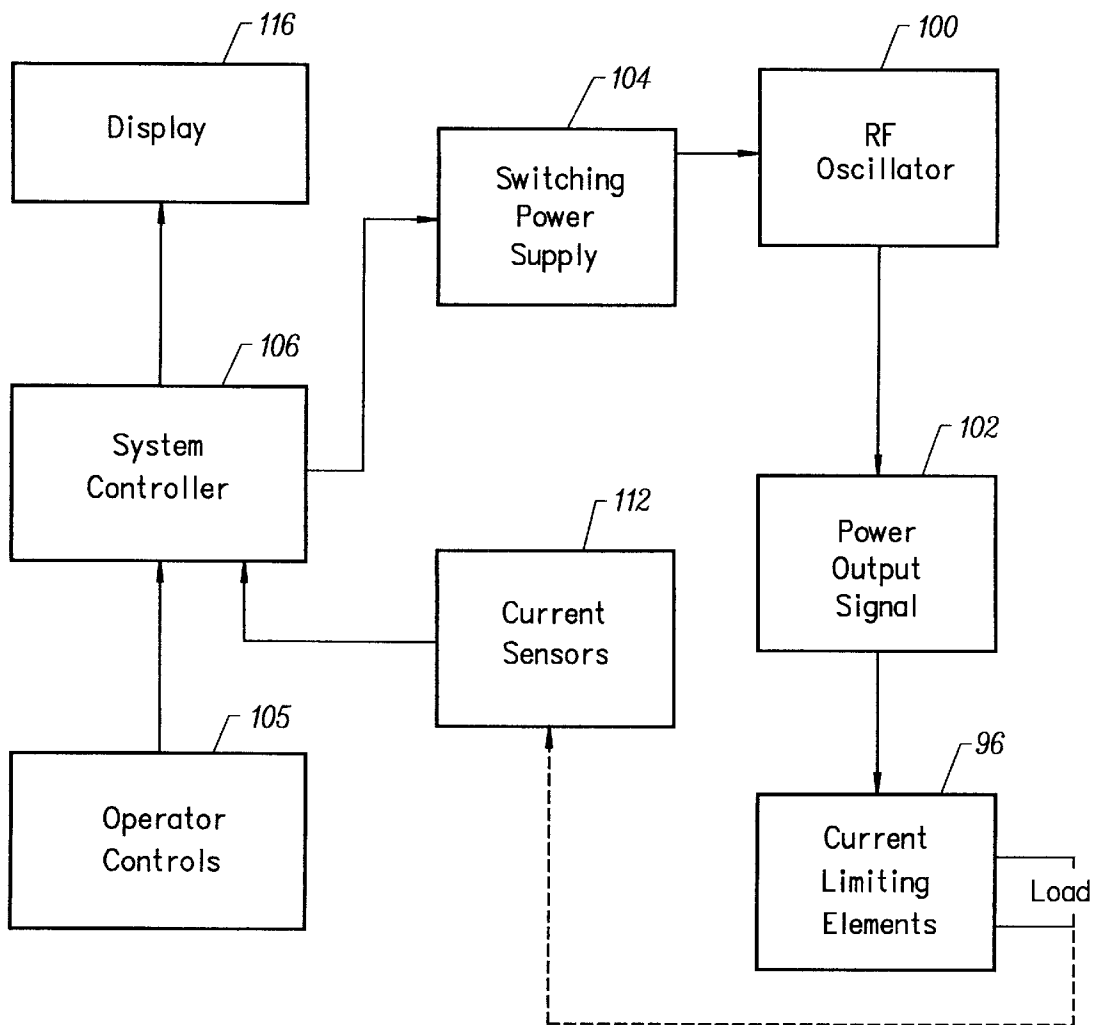 116
Display
104
Switching
Power
Supply
100
RF
Oscillator
106
System
Controller
112
Current
Sensors
102
Power
Output
Signal
105
Operator
Controls
96
Current
Limiting
Elements
Load